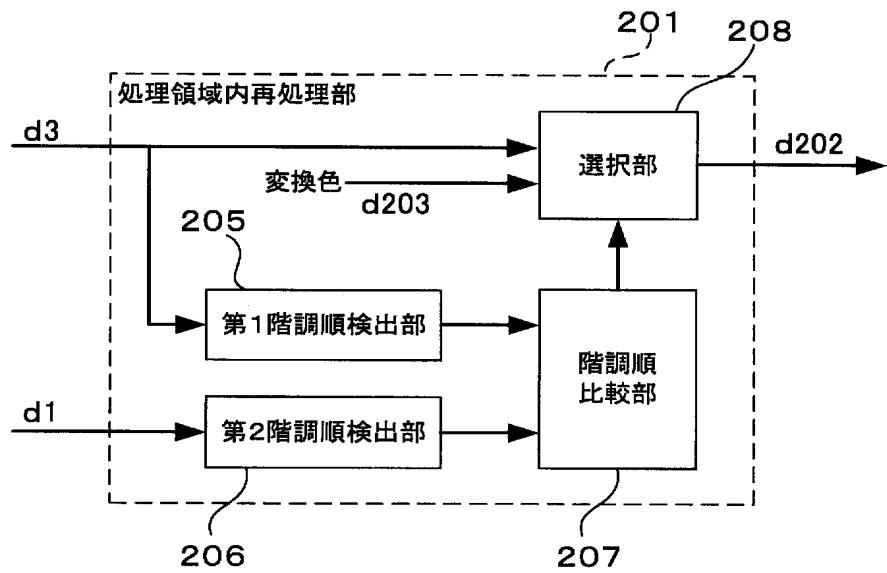 201
208
処理領域内再処理部
d3
選択部
d202
変換色
d203
205
第1階調順検出部
階調順
比較部
d1
第2階調順検出部
206
207